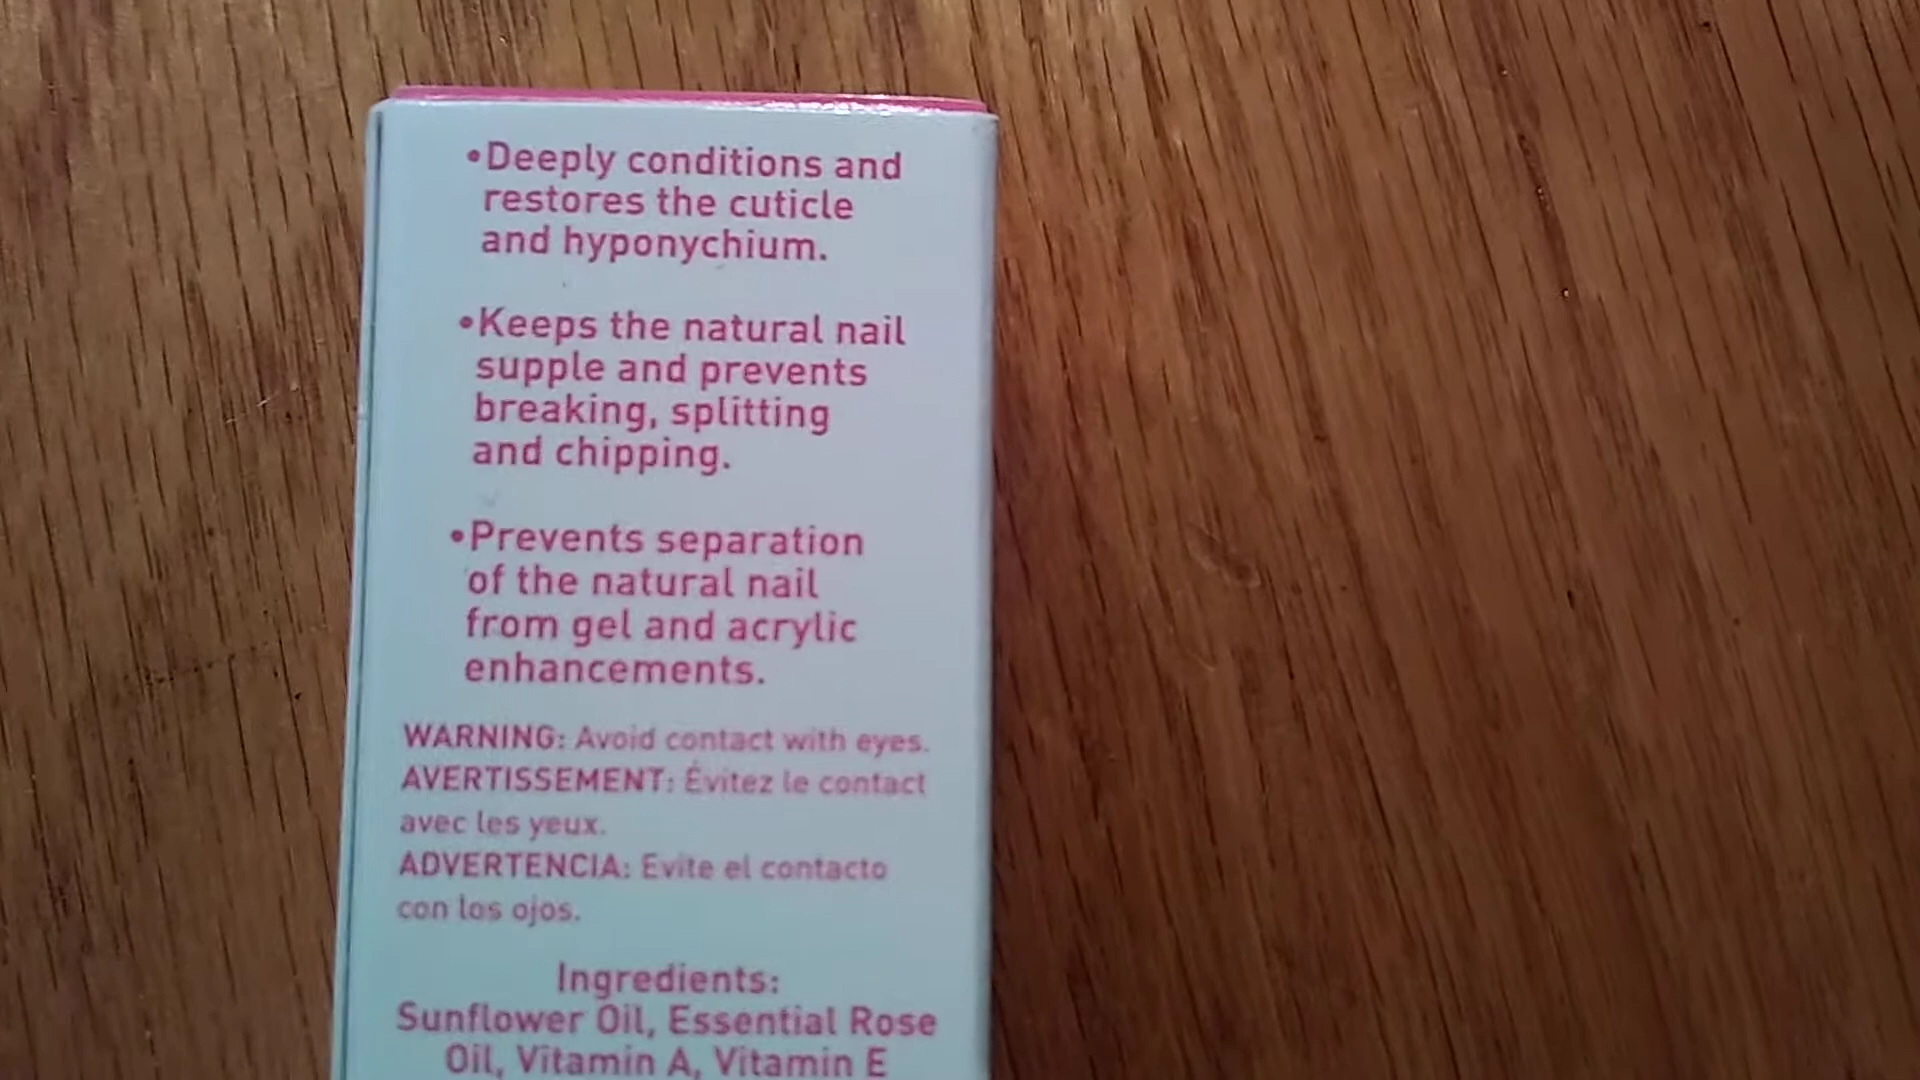 •Deeply conditions and
restores the cuticle
and hyponychium.
•Keeps the natural nail
supple and prevents
breaking, splitting
and chipping.
•Prevents separation
of the natural nail
from gel and acrylic
enhancements.
WARNING: Avoid contact with eyes.
AVERTISSEMENT: Évitez le contact
avec les yeux.
ADVERTENCIA: Evite el contacto
con los ojos.
Ingredients:
Sunflower Oil, Essential Rose
Oil, Vitamin A, Vitamin E